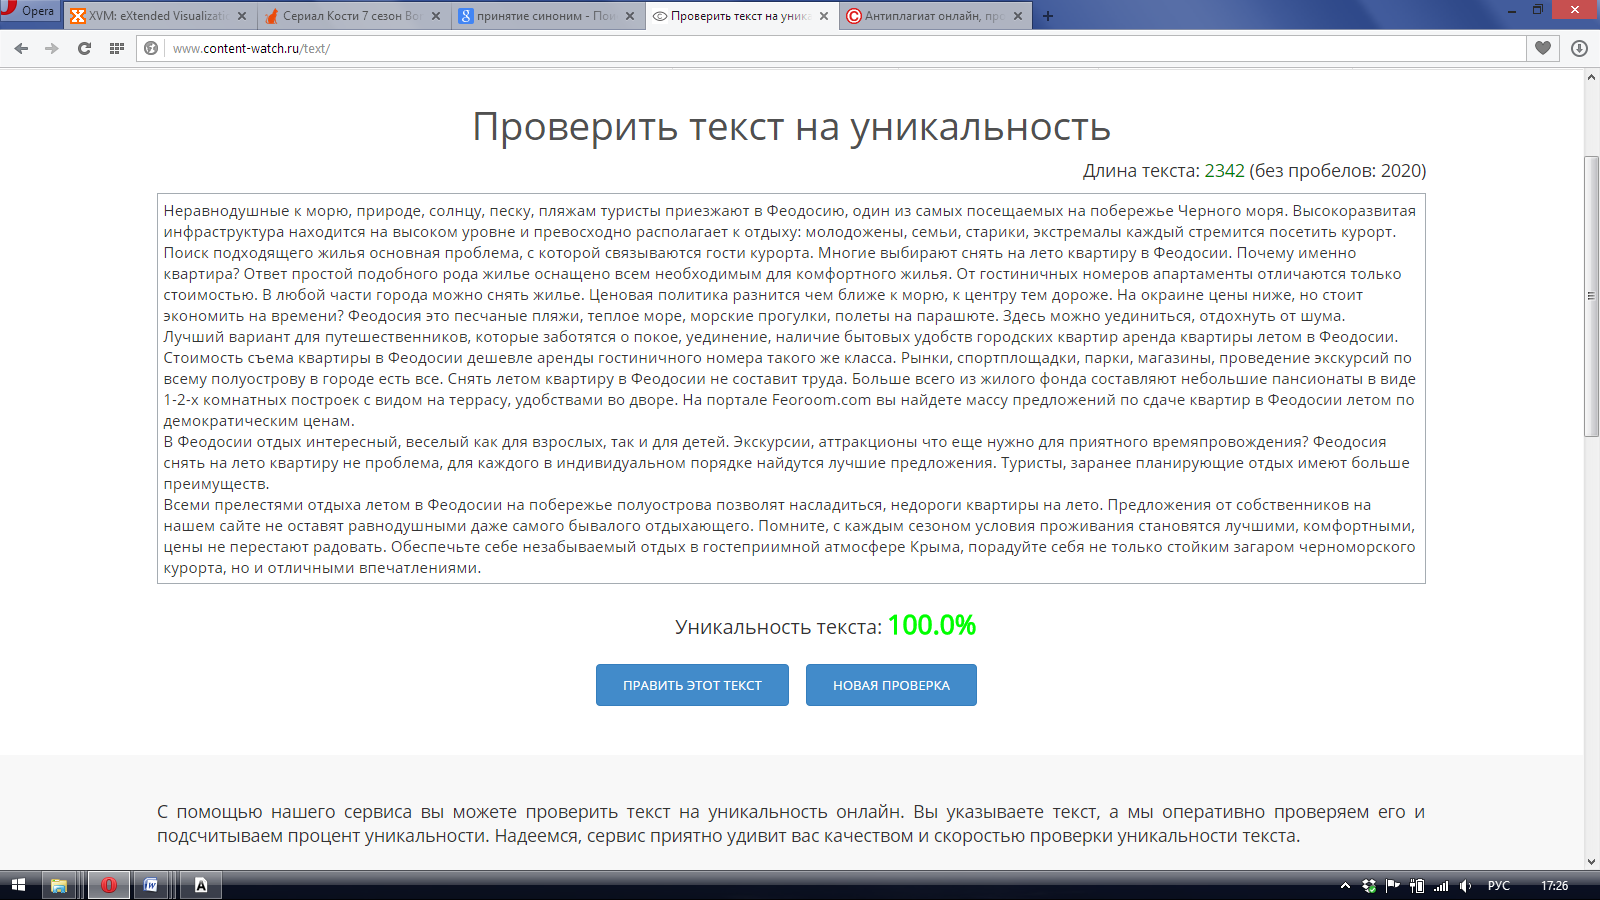 Opera
XVM: eXtended Visualizati
Сериал Кости 7 сезон Bo
принятие синоним - Пои
Проверить текст на уник
Антиплагиат онлайн, про
www.content-watch.ru/text/
Проверить текст на уникальность
Длина текста: 2342 (без пробелов: 2020)
Неравнодушные к морю, природе, солнцу, песку, пляжам туристы приезжают в Феодосию, один из самых посещаемых на побережье Черного моря. Высокоразвитая
инфраструктура находится на высоком уровне и превосходно располагает к отдыху: молодожены, семьи, старики, экстремалы каждый стремится посетить курорт.
Поиск подходящего жилья основная проблема, с которой связываются гости курорта. Многие выбирают снять на лето квартиру в Феодосии. Почему именно
квартира? Ответ простой подобного рода жилье оснащено всем необходимым для комфортного жилья. От гостиничных номеров апартаменты отличаются только
стоимостью. В любой части города можно снять жилье. Ценовая политика разнится чем ближе к морю, к центру тем дороже. На окраине цены ниже, но стоит
экономить на времени? Феодосия это песчаные пляжи, теплое море, морские прогулки, полеты на парашюте. Здесь можно уединиться, отдохнуть от шума.
Лучший вариант для путешественников, которые заботятся о покое, уединение, наличие бытовых удобств городских квартир аренда квартиры летом в Феодосии.
Стоимость съема квартиры в Феодосии дешевле аренды гостиничного номера такого же класса. Рынки, спортплощадки, парки, магазины, проведение экскурсий по
всему полуострову в городе есть все. Снять летом квартиру в Феодосии не составит труда. Больше всего из жилого фонда составляют небольшие пансионаты в виде
1-2-х комнатных построек с видом на террасу, удобствами во дворе. На портале Feoroom.com вы найдете массу предложений по сдаче квартир в Феодосии летом по
демократическим ценам.
В Феодосии отдых интересный, веселый как для взрослых, так и для детей. Экскурсии, аттракционы что еще нужно для приятного времяпровождения? Феодосия
снять на лето квартиру не проблема, для каждого в индивидуальном порядке найдутся лучшие предложения. Туристы, заранее планирующие отдых имеют больше
преимуществ.
Всеми прелестями отдыха летом в Феодосии на побережье полуострова позволят насладиться, недороги квартиры на лето. Предложения от собственников на
нашем сайте не оставят равнодушными даже самого бывалого отдыхающего. Помните, с каждым сезоном условия проживания становятся лучшими, комфортными,
цены не перестают радовать. Обеспечьте себе незабываемый отдых в гостеприимной атмосфере Крыма, порадуйте себя не только стойким загаром черноморского
курорта, но и отличными впечатлениями.
Уникальность текста: 100.0%
ПРАВИТЬ ЭТОТ ТЕКСТ
НОВАЯ ПРОВЕРКА
С помощью нашего сервиса вы можете проверить текст на уникальность онлайн. Вы указываете текст, а мы оперативно проверяем его и
подсчитываем процент уникальности. Надеемся, сервис приятно удивит вас качеством и скоростью проверки уникальности текста.
РУС
17:26